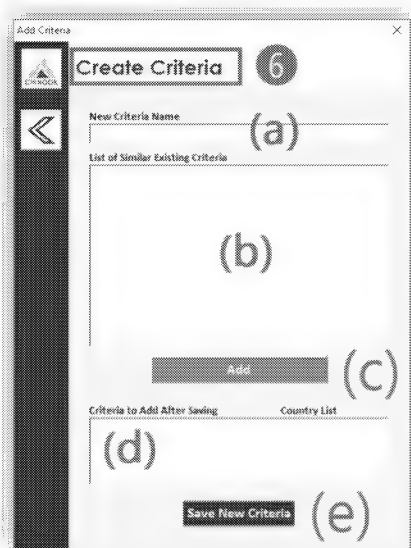 Add Criteria
Create Criteria 6
New Criteria Name
(a)
List of Similar Existing Criteria
(b)
Add (c)
Criteria to Add After Saving Country List
(d)
Save New Criteria (e)